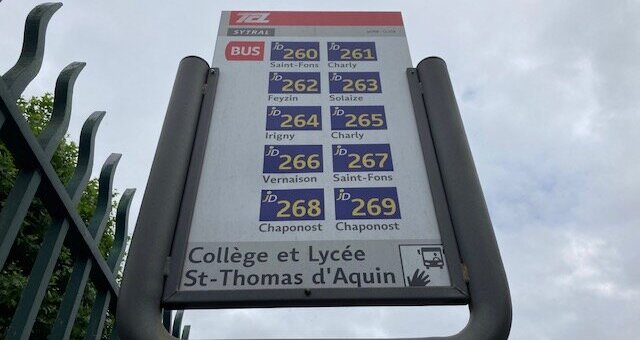 TCL
SYTRAL
BUS
JD 260 JD 261
Saint-Fons Charly
JD 262 JD 263
Feyzin Solaize
JD 264 JD 265
Irigny Charly
JD 266 JD 267
Vernaison Saint-Fons
JD 268 JD 269
Chaponost Chaponost
Collège et Lycée
St-Thomas d'Aquin